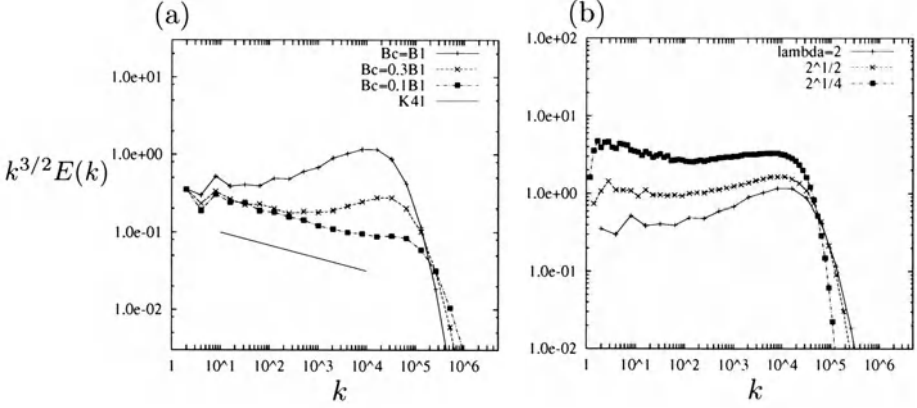 (a)
Bc=B1
Bc=0.3B1
Bc=0.1B1
K41
1.0e+01
1.0e+00
1.0e-01
1.0e-02
k^{3/2}E(k)
1 10^1 10^2 10^3 10^4 10^5 10^6
k
(b)
lambda=2
2^1/2
2^1/4
1.0e+02
1.0e+01
1.0e+00
1.0e-01
1.0e-02
1 10^1 10^2 10^3 10^4 10^5 10^6
k